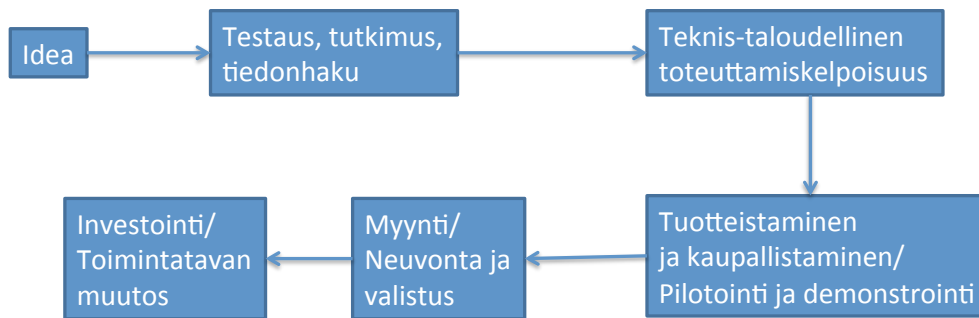 Idea
Testaus, tutkimus,
tiedonhaku
Teknis-taloudellinen
toteuttamiskelpoisuus
Tuotteistaminen
ja kaupallistaminen/
Pilotointi ja demonstrointi
Myynti/
Neuvonta ja
valistus
Investointi/
Toimintatavan
muutos